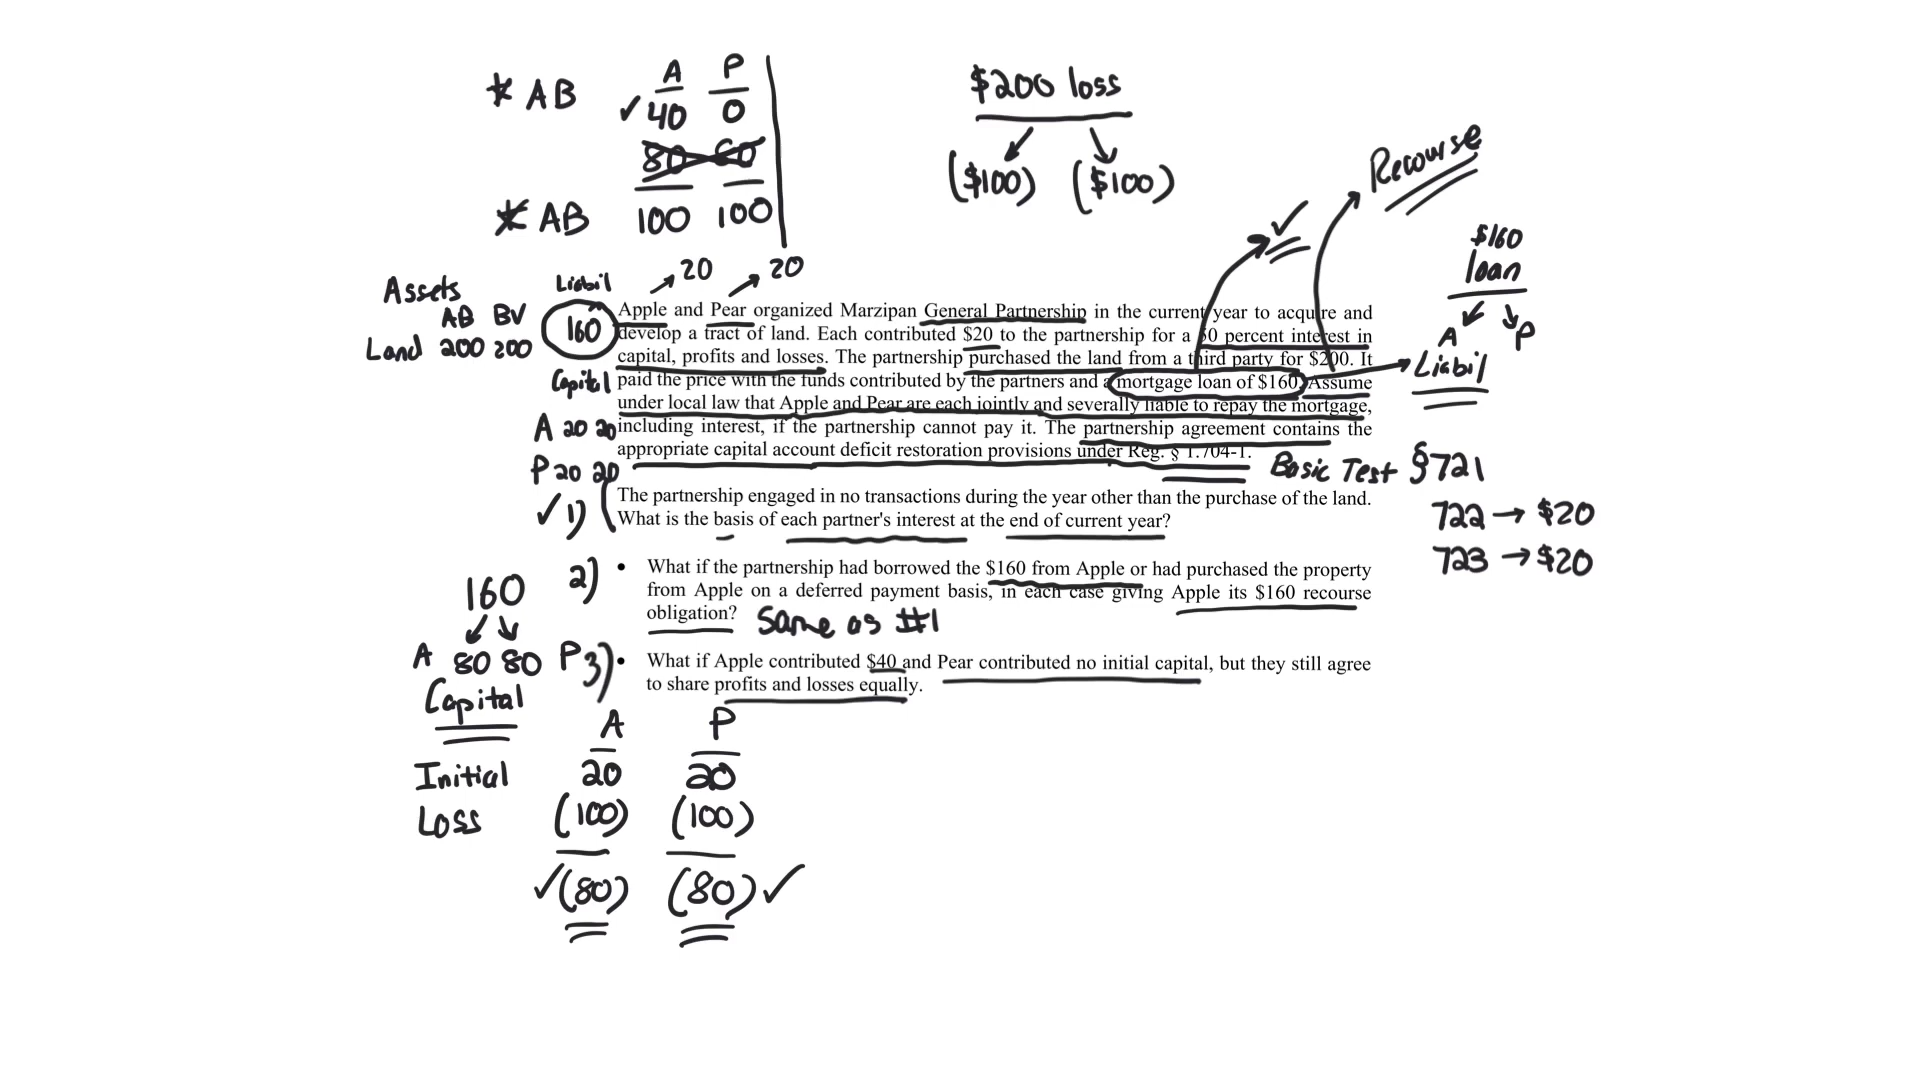 * AB A P
✓ 40 0
80 60
* AB 100 100
$200 loss
($100) ($100)
Recourse
$160
loan
A P
Liabil
→ 20 → 20
Assets Liabil
AB BV 160
Land 200 200
Capital
A 20 20
P 20 20
Apple and Pear organized Marzipan General Partnership in the current year to acquire and
develop a tract of land. Each contributed $20 to the partnership for a 50 percent interest in
capital, profits and losses. The partnership purchased the land from a third party for $200. It
paid the price with the funds contributed by the partners and a mortgage loan of $160. Assume
under local law that Apple and Pear are each jointly and severally liable to repay the mortgage,
including interest, if the partnership cannot pay it. The partnership agreement contains the
appropriate capital account deficit restoration provisions under Reg. § 1.704-1.
Basic Test §721
722 → $20
723 → $20
✓ 1) The partnership engaged in no transactions during the year other than the purchase of the land.
What is the basis of each partner's interest at the end of current year?
2) • What if the partnership had borrowed the $160 from Apple or had purchased the property
from Apple on a deferred payment basis, in each case giving Apple its $160 recourse
obligation? Same as #1
160
A 80 80 P
Capital
3) • What if Apple contributed $40 and Pear contributed no initial capital, but they still agree
to share profits and losses equally.
A P
Initial 20 20
Loss (100) (100)
✓ (80) (80) ✓